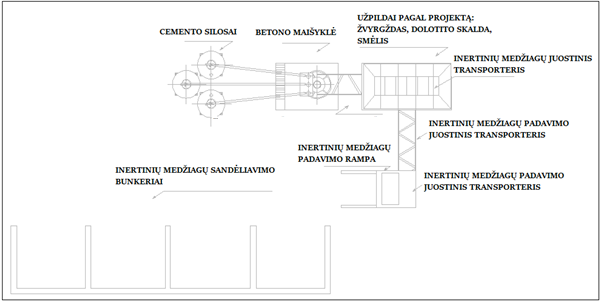 CEMENTO SILOSAI
BETONO MAIŠYKLĖ
UŽPILDAI PAGAL PROJEKTĄ:
ŽVYRGŽDAS, DOLOTITO SKALDA,
SMĖLIS
INERTINIŲ MEDŽIAGŲ JUOSTINIS
TRANSPORTERIS
INERTINIŲ MEDŽIAGŲ PADAVIMO
JUOSTINIS TRANSPORTERIS
INERTINIŲ MEDŽIAGŲ
PADAVIMO RAMPA
INERTINIŲ MEDŽIAGŲ PADAVIMO
JUOSTINIS TRANSPORTERIS
INERTINIŲ MEDŽIAGŲ SANDĖLIAVIMO
BUNKERIAI